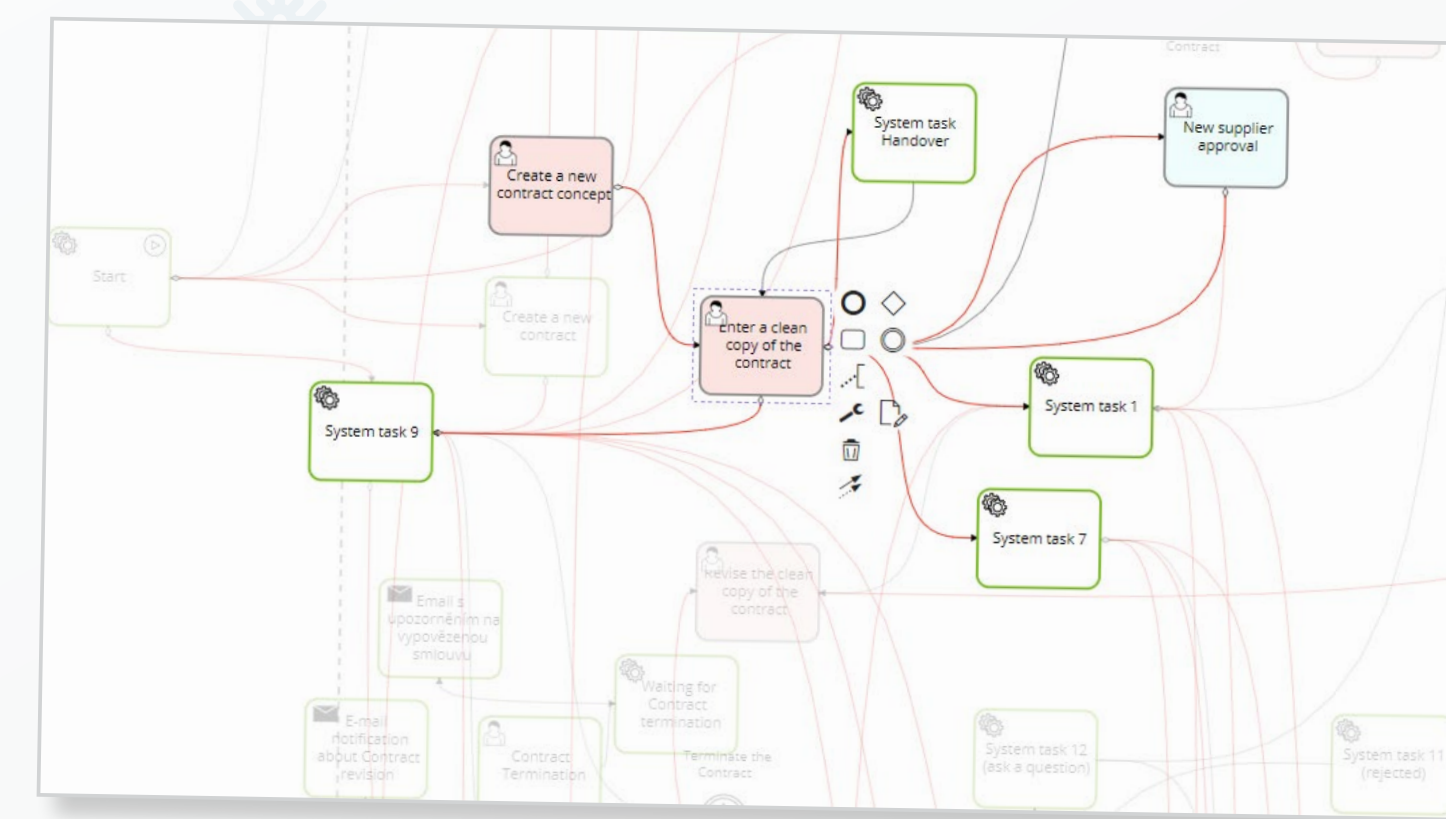 Contract
System task
Handover
New supplier
approval
Create a new
contract concept
Start
Create a new
contract
Enter a clean
copy of the
contract
System task 9
System task 1
System task 7
Revise the clean
copy of the
contract
Email s
upozorněním na
vypovězenou
smlouvu
Waiting for
Contract
termination
E-mail
notification
about Contract
revision
Contract
Termination
Terminate the
Contract
System task 12
(ask a question)
System task 11
(rejected)